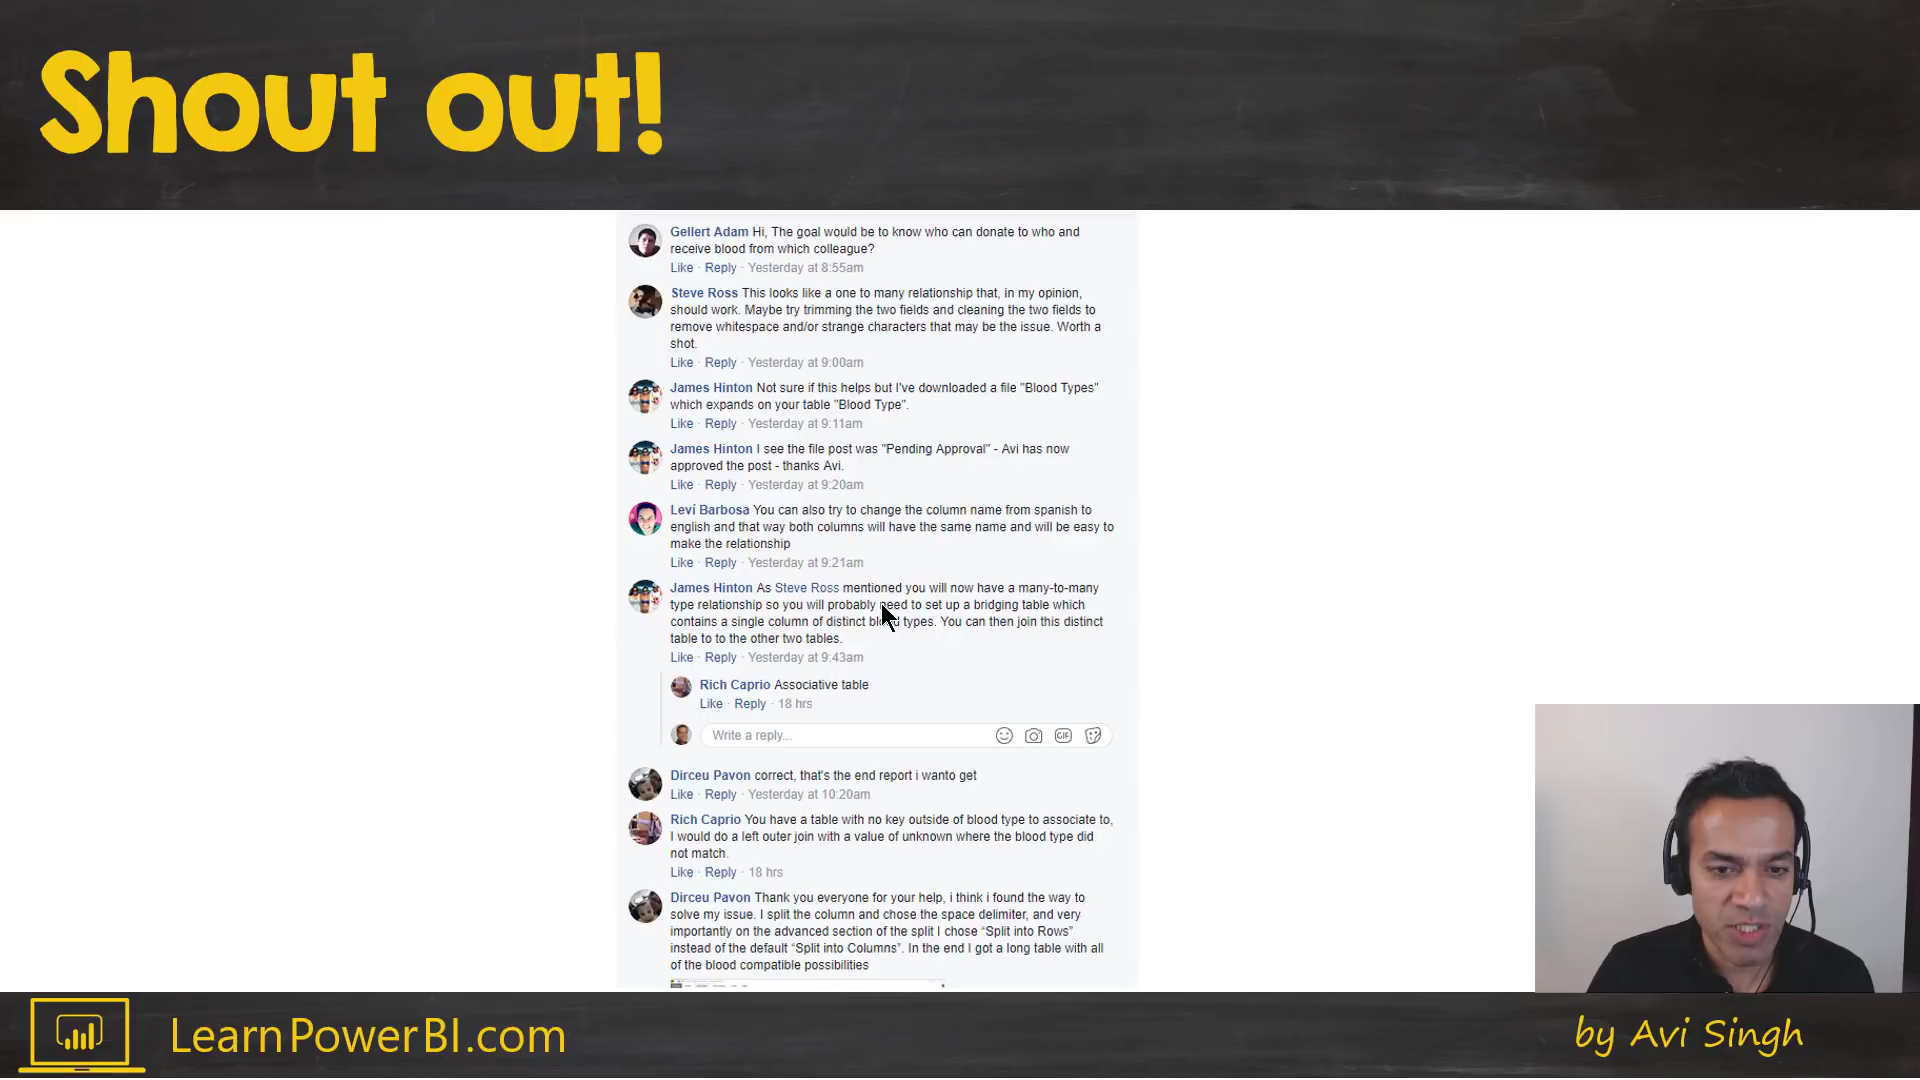 Shout out!
Gellert Adam Hi, The goal would be to know who can donate to who and
receive blood from which colleague?
Like · Reply · Yesterday at 8:55am
Steve Ross This looks like a one to many relationship that, in my opinion,
should work. Maybe try trimming the two fields and cleaning the two fields to
remove whitespace and/or strange characters that may be the issue. Worth a
shot.
Like · Reply · Yesterday at 9:00am
James Hinton Not sure if this helps but I've downloaded a file "Blood Types"
which expands on your table "Blood Type".
Like · Reply · Yesterday at 9:11am
James Hinton I see the file post was "Pending Approval" - Avi has now
approved the post - thanks Avi.
Like · Reply · Yesterday at 9:20am
Leví Barbosa You can also try to change the column name from spanish to
english and that way both columns will have the same name and will be easy to
make the relationship
Like · Reply · Yesterday at 9:21am
James Hinton As Steve Ross mentioned you will now have a many-to-many
type relationship so you will probably need to set up a bridging table which
contains a single column of distinct blood types. You can then join this distinct
table to to the other two tables.
Like · Reply · Yesterday at 9:43am
Rich Caprio Associative table
Like · Reply · 18 hrs
Write a reply...
GIF
Dirceu Pavon correct, that's the end report i wanto get
Like · Reply · Yesterday at 10:20am
Rich Caprio You have a table with no key outside of blood type to associate to,
I would do a left outer join with a value of unknown where the blood type did
not match.
Like · Reply · 18 hrs
Dirceu Pavon Thank you everyone for your help, i think i found the way to
solve my issue. I split the column and chose the space delimiter, and very
importantly on the advanced section of the split I chose “Split into Rows”
instead of the default “Split into Columns”. In the end I got a long table with all
of the blood compatible possibilities
LearnPowerBI.com
by Avi Singh